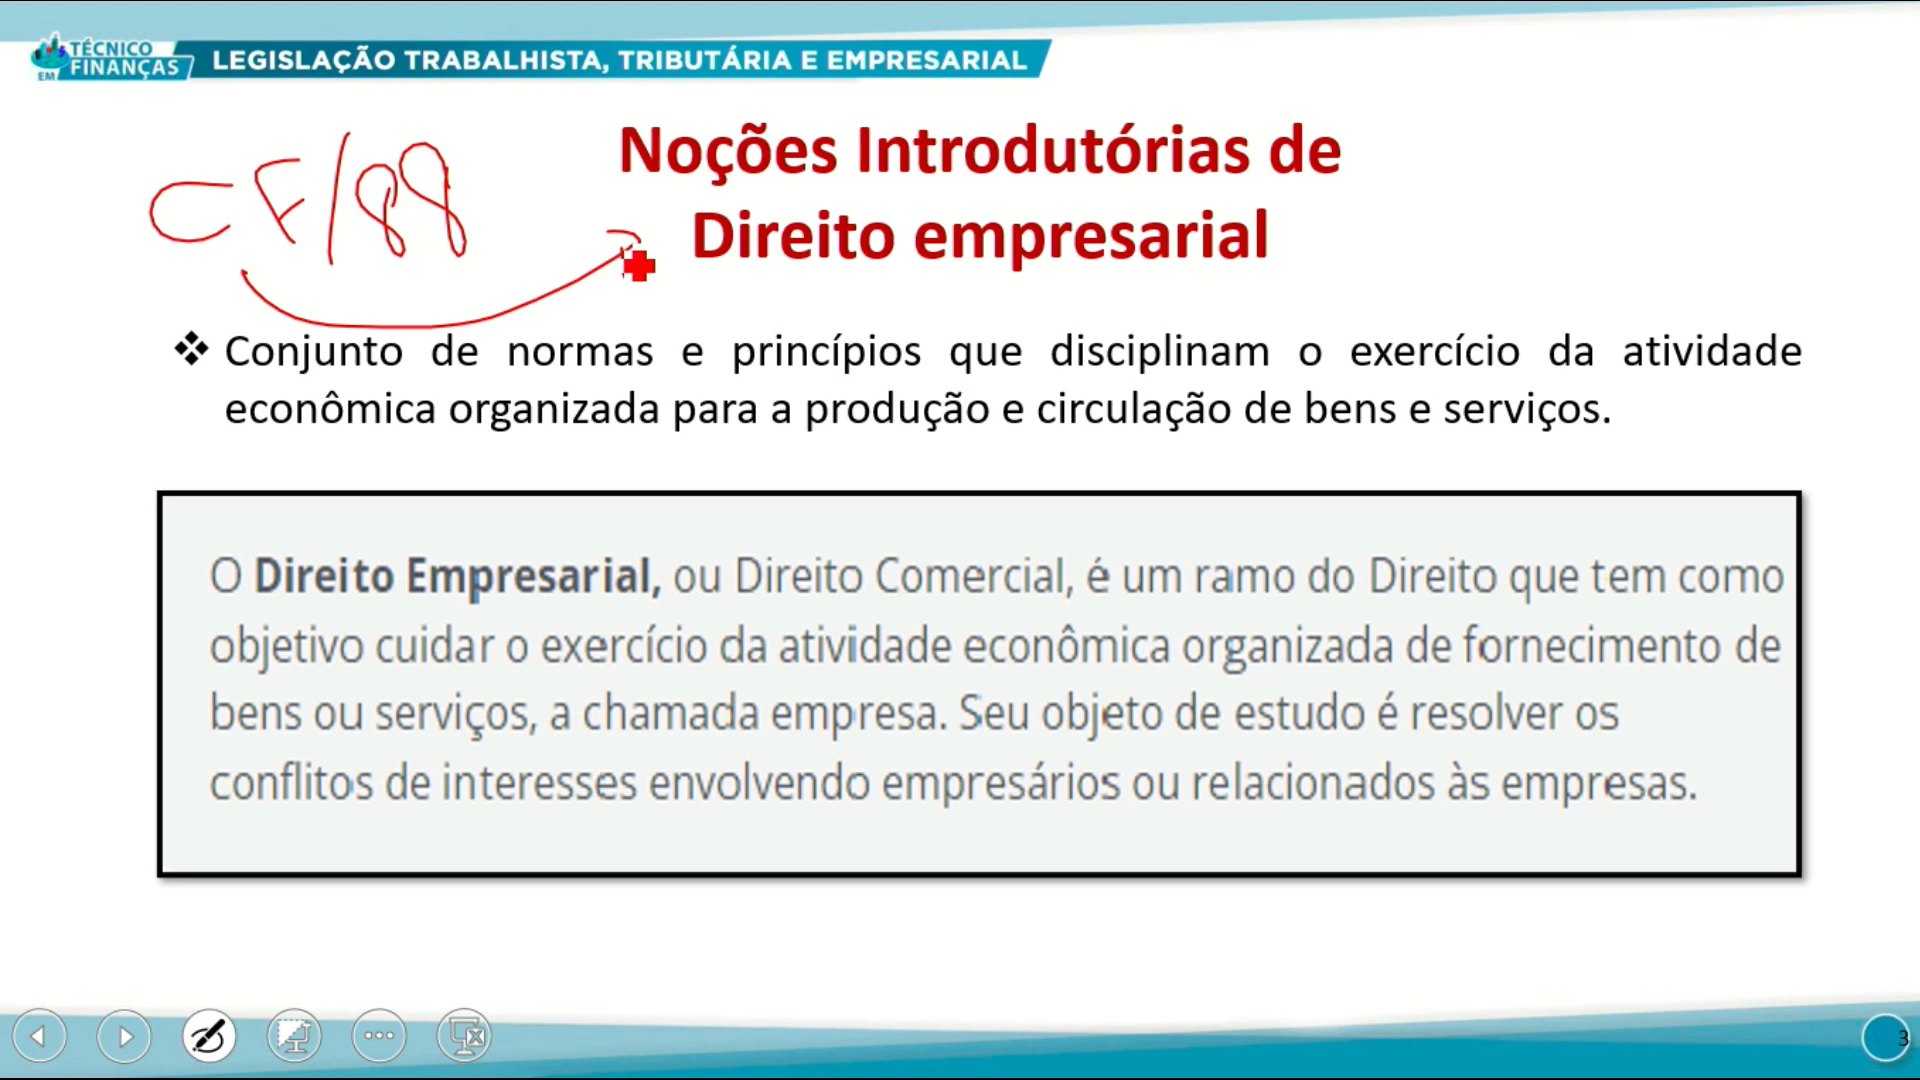 TÉCNICO
EM FINANÇAS
LEGISLAÇÃO TRABALHISTA, TRIBUTÁRIA E EMPRESARIAL
CF/88
Noções Introdutórias de
Direito empresarial
❖ Conjunto de normas e princípios que disciplinam o exercício da atividade
econômica organizada para a produção e circulação de bens e serviços.
O Direito Empresarial, ou Direito Comercial, é um ramo do Direito que tem como
objetivo cuidar o exercício da atividade econômica organizada de fornecimento de
bens ou serviços, a chamada empresa. Seu objeto de estudo é resolver os
conflitos de interesses envolvendo empresários ou relacionados às empresas.
3